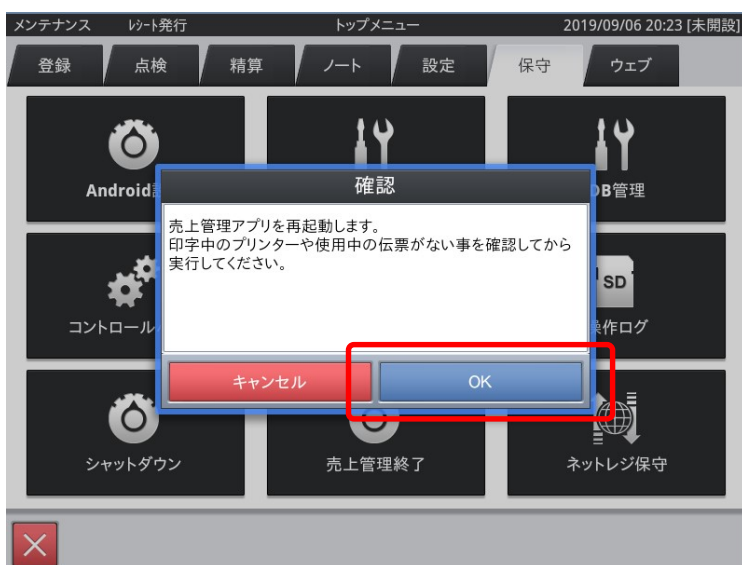 メンテナンス ﾚｼｰﾄ発行 トップメニュー 2019/09/06 20:23 [未開設]
登録 点検 精算 ノート 設定 保守 ウェブ
Android
DB管理
確認
売上管理アプリを再起動します。
印字中のプリンターや使用中の伝票がない事を確認してから
実行してください。
SD
コントロール
操作ログ
キャンセル OK
シャットダウン 売上管理終了 ネットレジ保守